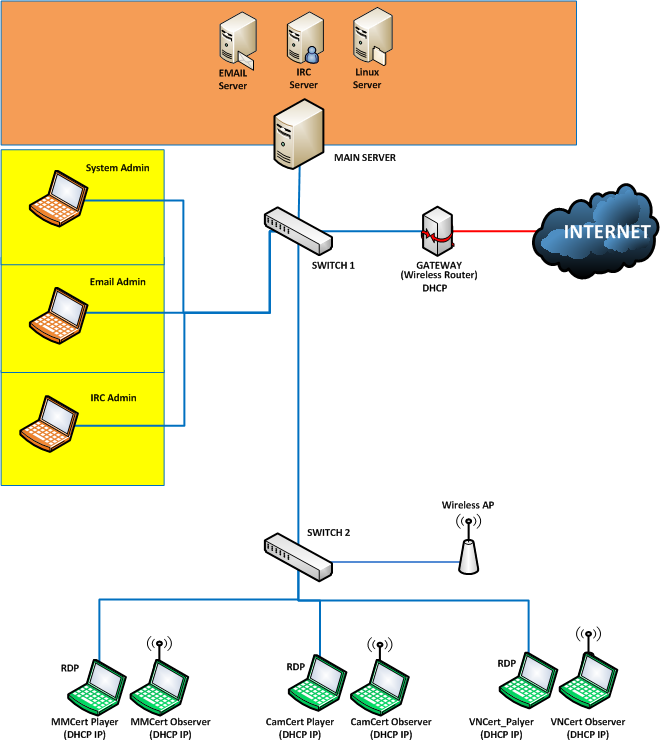 EMAIL
Server
IRC
Server
Linux
Server
MAIN SERVER
System Admin
SWITCH 1
GATEWAY
(Wireless Router)
DHCP
INTERNET
Email Admin
IRC Admin
Wireless AP
SWITCH 2
RDP
RDP
RDP
MMCert Player
(DHCP IP)
MMCert Observer
(DHCP IP)
CamCert Player
(DHCP IP)
CamCert Observer
(DHCP IP)
VNCert_Palyer
(DHCP IP)
VNCert Observer
(DHCP IP)